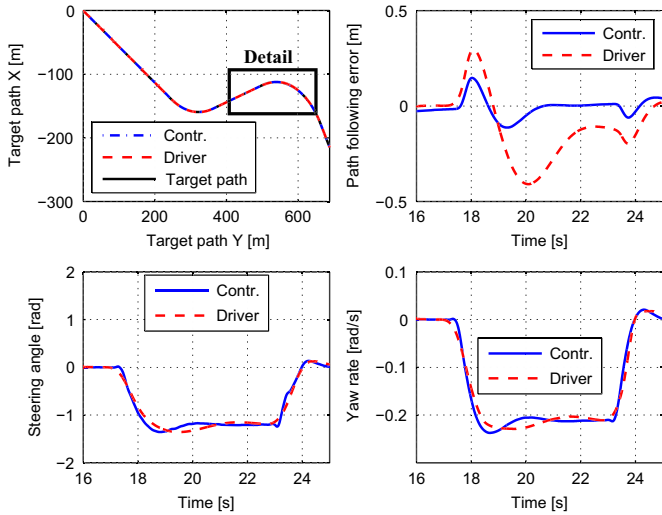 0
−100
−200
−300
Target path X [m]
0 200 400 600
Target path Y [m]
Detail
Contr.
Driver
Target path
0.5
0
−0.5
Path following error [m]
16 18 20 22 24
Time [s]
Contr.
Driver
2
1
0
−1
−2
Steering angle [rad]
16 18 20 22 24
Time [s]
Contr.
Driver
0.1
0
−0.1
−0.2
Yaw rate [rad/s]
16 18 20 22 24
Time [s]
Contr.
Driver